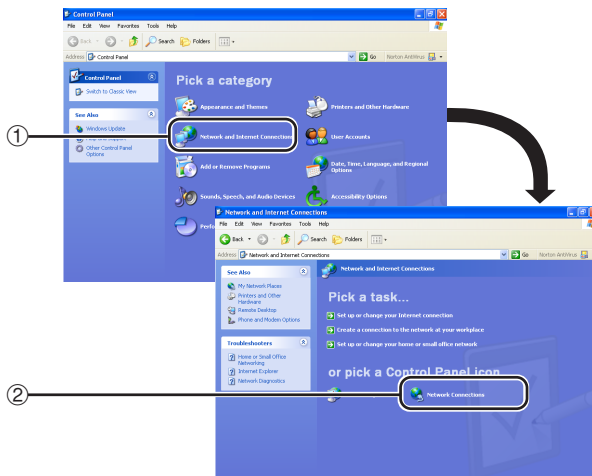 Control Panel
File Edit View Favorites Tools Help
Back Search Folders
Address Control Panel Go Norton AntiVirus
Control Panel
Switch to Classic View
See Also
Windows Update
Other Control Panel
Options
Pick a category
Appearance and Themes
Printers and Other Hardware
Network and Internet Connections
User Accounts
Add or Remove Programs
Date, Time, Language, and Regional
Options
Sounds, Speech, and Audio Devices
Accessibility Options
①
Network and Internet Connections
File Edit View Favorites Tools Help
Back Search Folders
Address Network and Internet Connections Go Norton AntiVirus
See Also
My Network Places
Printers and Other
Hardware
Remote Desktop
Phone and Modem Options
Troubleshooters
Home or Small Office
Networking
Internet Explorer
Network Diagnostics
Network and Internet Connections
Pick a task...
Set up or change your Internet connection
Create a connection to the network at your workplace
Set up or change your home or small office network
or pick a Control Panel icon
Network Connections
②